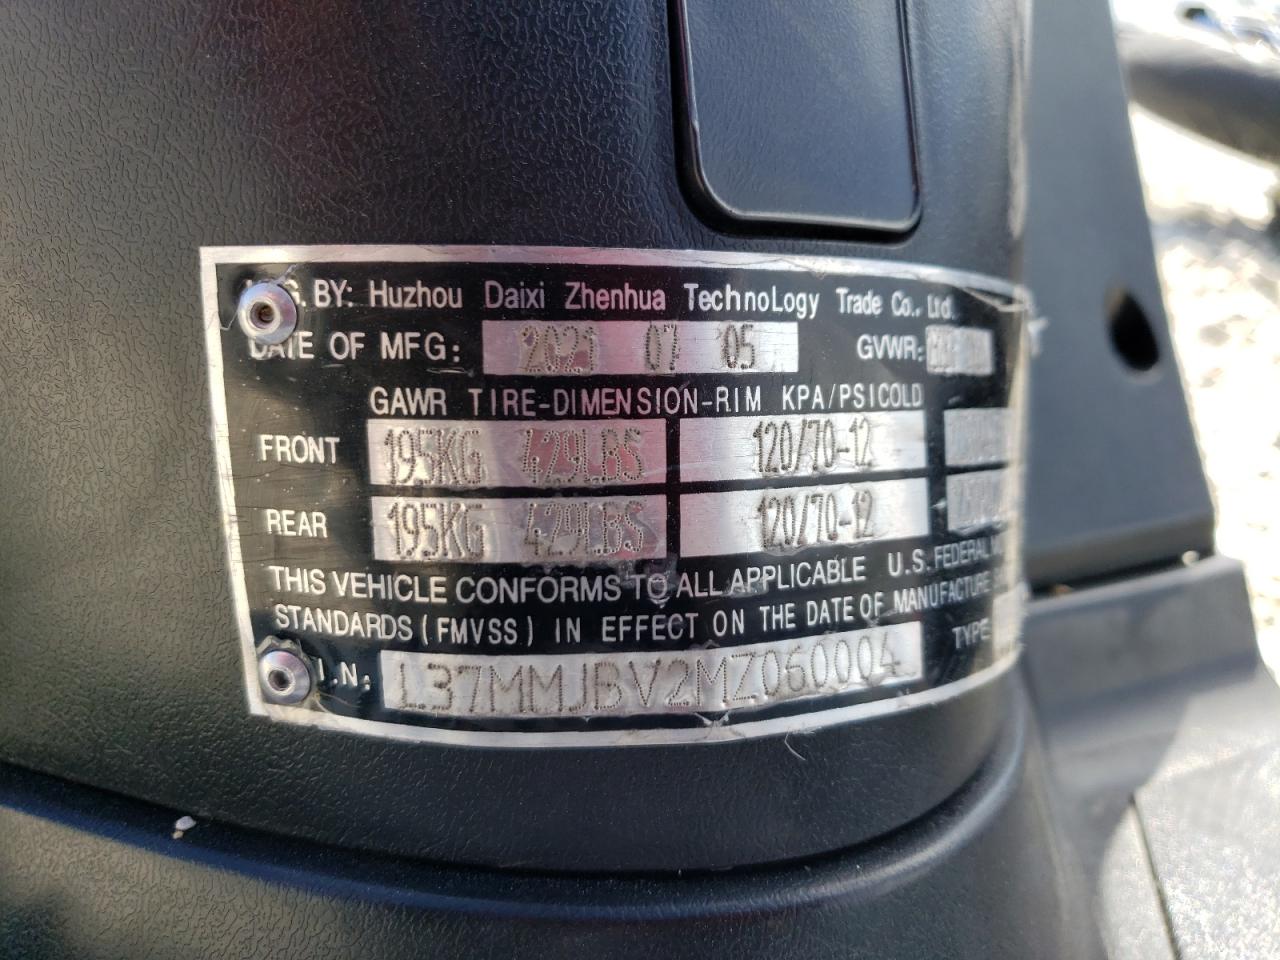 BY: Huzhou Daixi Zhenhua TechnoLogy Trade Co., Ltd.
DATE OF MFG: 2021 07 05 GVWR:
GAWR TIRE-DIMENSION-RIM KPA/PSICOLD
FRONT 195KG 429LBS 120/70-12
REAR 195KG 429LBS 120/70-12
THIS VEHICLE CONFORMS TO ALL APPLICABLE U.S. FEDERAL
STANDARDS (FMVSS) IN EFFECT ON THE DATE OF MANUFACTURE
TYPE
I.N: L37MMJBV2MZ060004